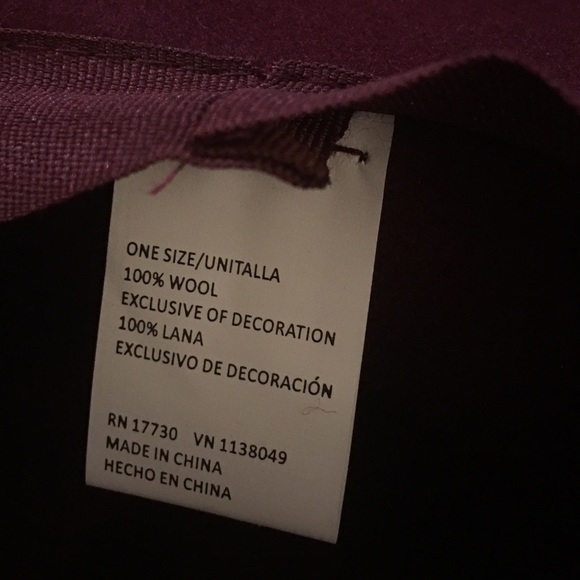 ONE SIZE/UNITALLA
100% WOOL
EXCLUSIVE OF DECORATION
100% LANA
EXCLUSIVO DE DECORACIÓN
RN 17730 VN 1138049
MADE IN CHINA
HECHO EN CHINA